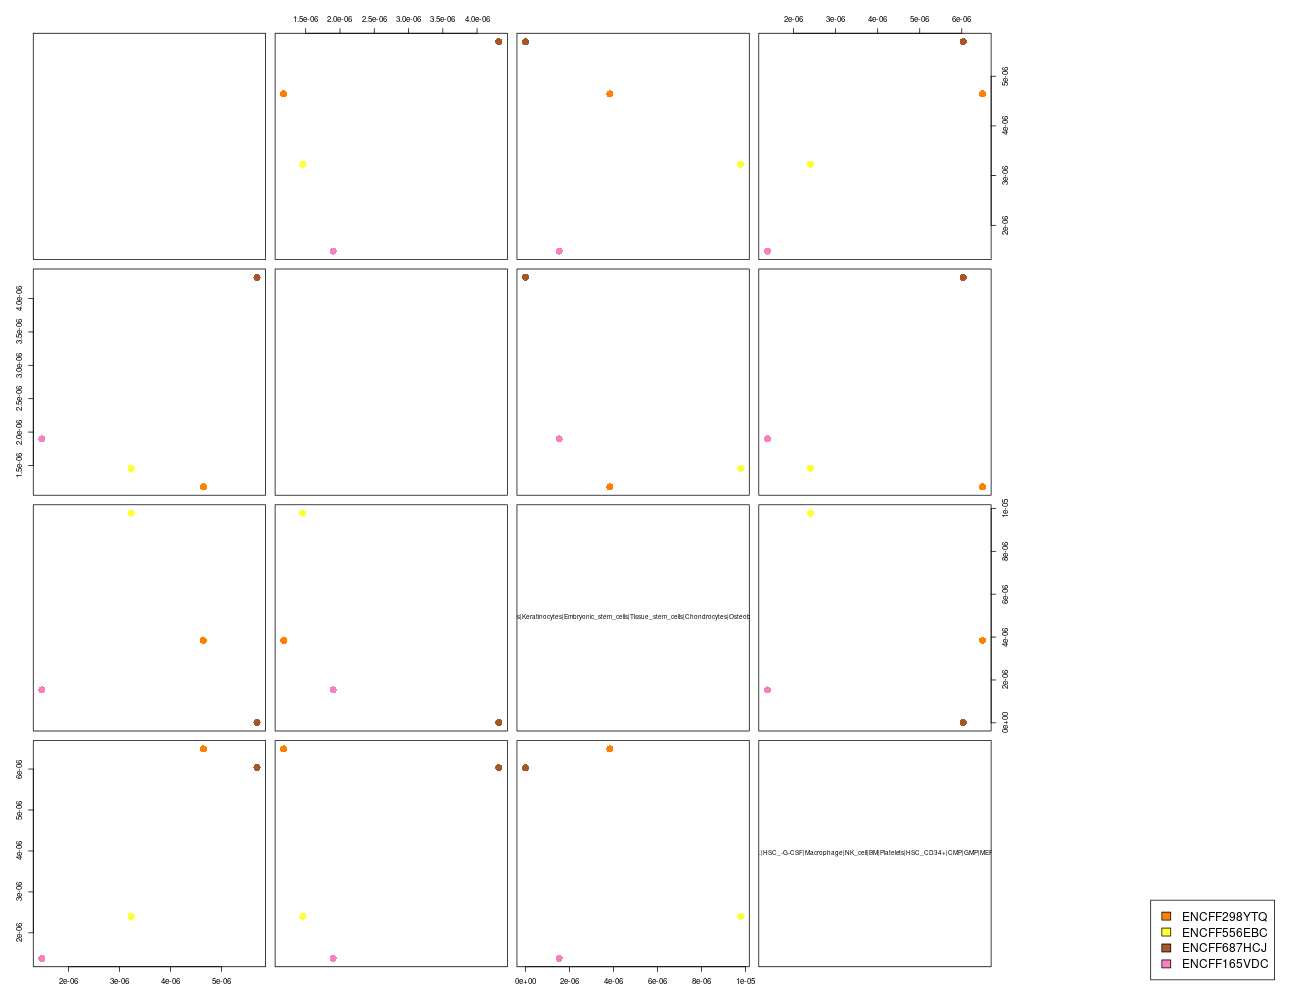 1.5e-06 2.0e-06 2.5e-06 3.0e-06 3.5e-06 4.0e-06
2e-06 3e-06 4e-06 5e-06 6e-06
5e-06
4e-06
3e-06
2e-06
4.0e-06
3.5e-06
3.0e-06
2.5e-06
2.0e-06
1.5e-06
s|Keratinocytes|Embryonic_stem_cells|Tissue_stem_cells|Chondrocytes|Osteob
1e-05
8e-06
6e-06
4e-06
2e-06
0e+00
6e-06
5e-06
4e-06
3e-06
2e-06
.|HSC_-G-CSF|Macrophage|NK_cell|BM|Platelets|HSC_CD34+|CMP|GMP|MEP
2e-06 3e-06 4e-06 5e-06
0e+00 2e-06 4e-06 6e-06 8e-06 1e-05
ENCFF298YTQ
ENCFF556EBC
ENCFF687HCJ
ENCFF165VDC